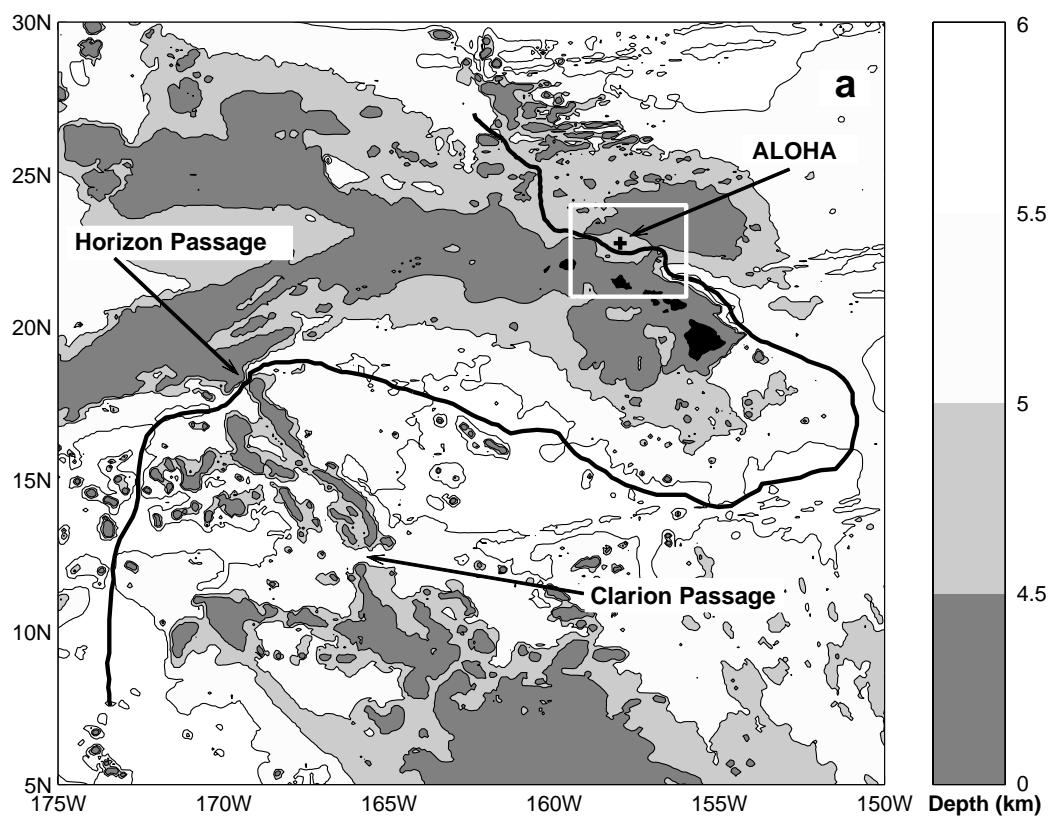 30N
6
a
ALOHA
25N
5.5
Horizon Passage
20N
5
15N
Clarion Passage
4.5
10N
5N
0
175W 170W 165W 160W 155W 150W Depth (km)